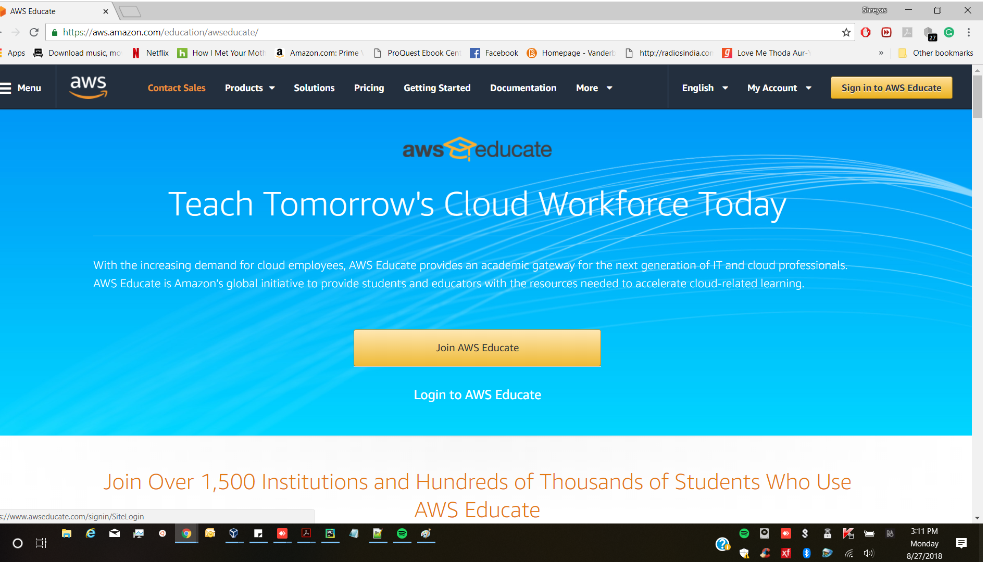 AWS Educate
Shreyas
https://aws.amazon.com/education/awseducate/
27
Apps Download music, mo Netflix How I Met Your Moth Amazon.com: Prime ProQuest Ebook Cent Facebook Homepage - Vanderb http://radiosindia.com Love Me Thoda Aur- » Other bookmarks
Menu aws Contact Sales Products Solutions Pricing Getting Started Documentation More English My Account Sign in to AWS Educate
aws educate
Teach Tomorrow's Cloud Workforce Today
With the increasing demand for cloud employees, AWS Educate provides an academic gateway for the next generation of IT and cloud professionals.
AWS Educate is Amazon’s global initiative to provide students and educators with the resources needed to accelerate cloud-related learning.
Join AWS Educate
Login to AWS Educate
Join Over 1,500 Institutions and Hundreds of Thousands of Students Who Use
AWS Educate
s://www.awseducate.com/signin/SiteLogin
3:11 PM
Monday
8/27/2018